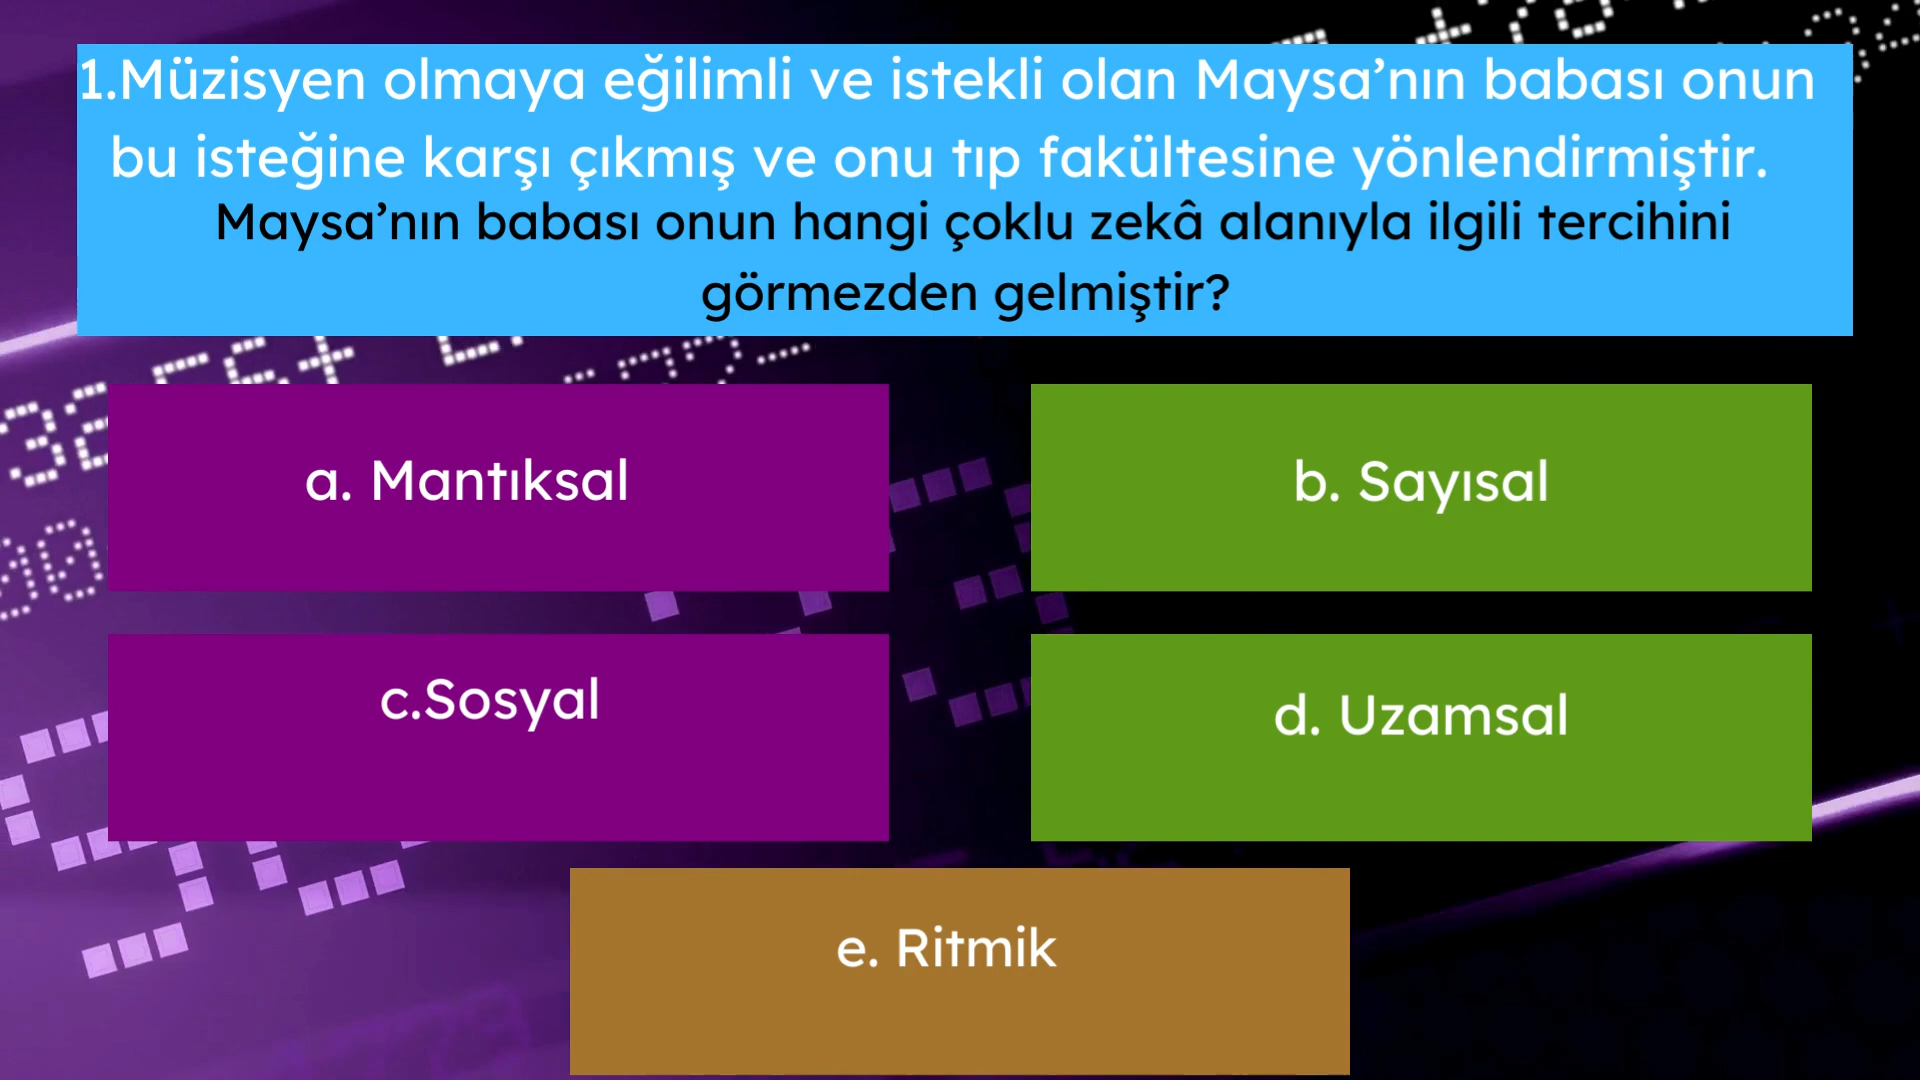 1.Müzisyen olmaya eğilimli ve istekli olan Maysa’nın babası onun
bu isteğine karşı çıkmış ve onu tıp fakültesine yönlendirmiştir.
Maysa’nın babası onun hangi çoklu zekâ alanıyla ilgili tercihini
görmezden gelmiştir?
a. Mantıksal
b. Sayısal
c.Sosyal
d. Uzamsal
e. Ritmik